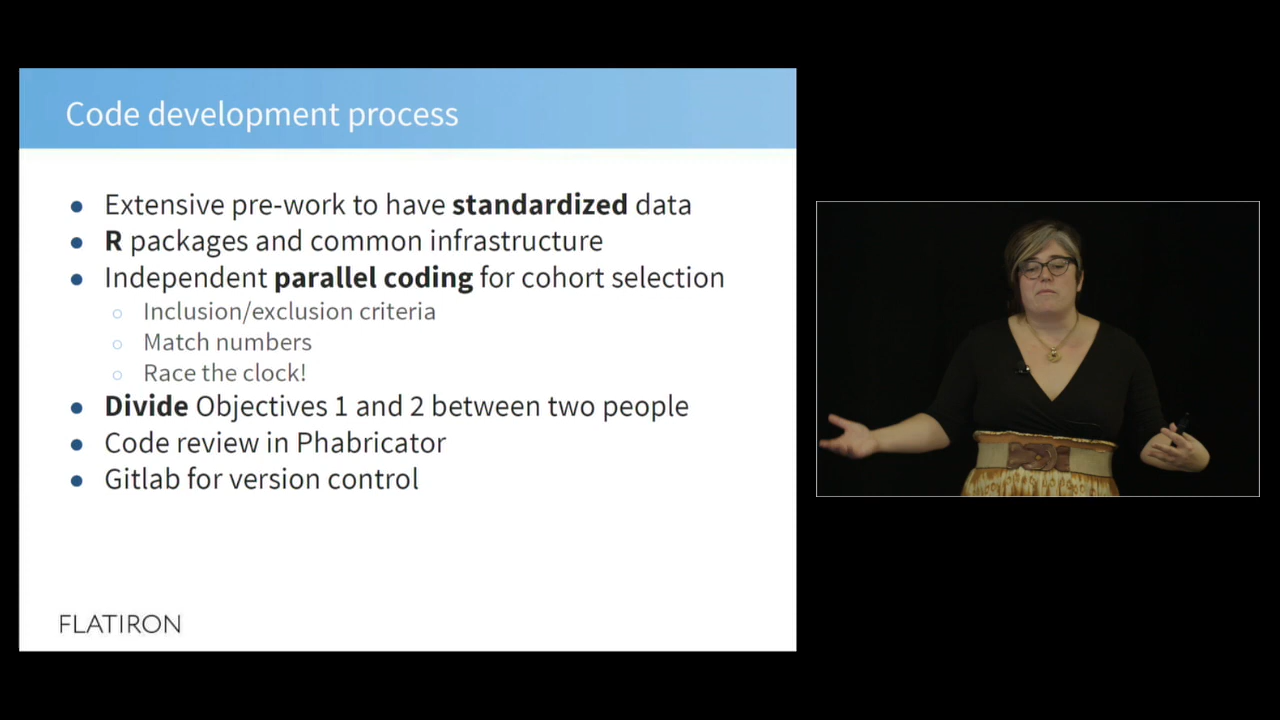 Code development process
● Extensive pre-work to have standardized data
● R packages and common infrastructure
● Independent parallel coding for cohort selection
○ Inclusion/exclusion criteria
○ Match numbers
○ Race the clock!
● Divide Objectives 1 and 2 between two people
● Code review in Phabricator
● Gitlab for version control
FLATIRON